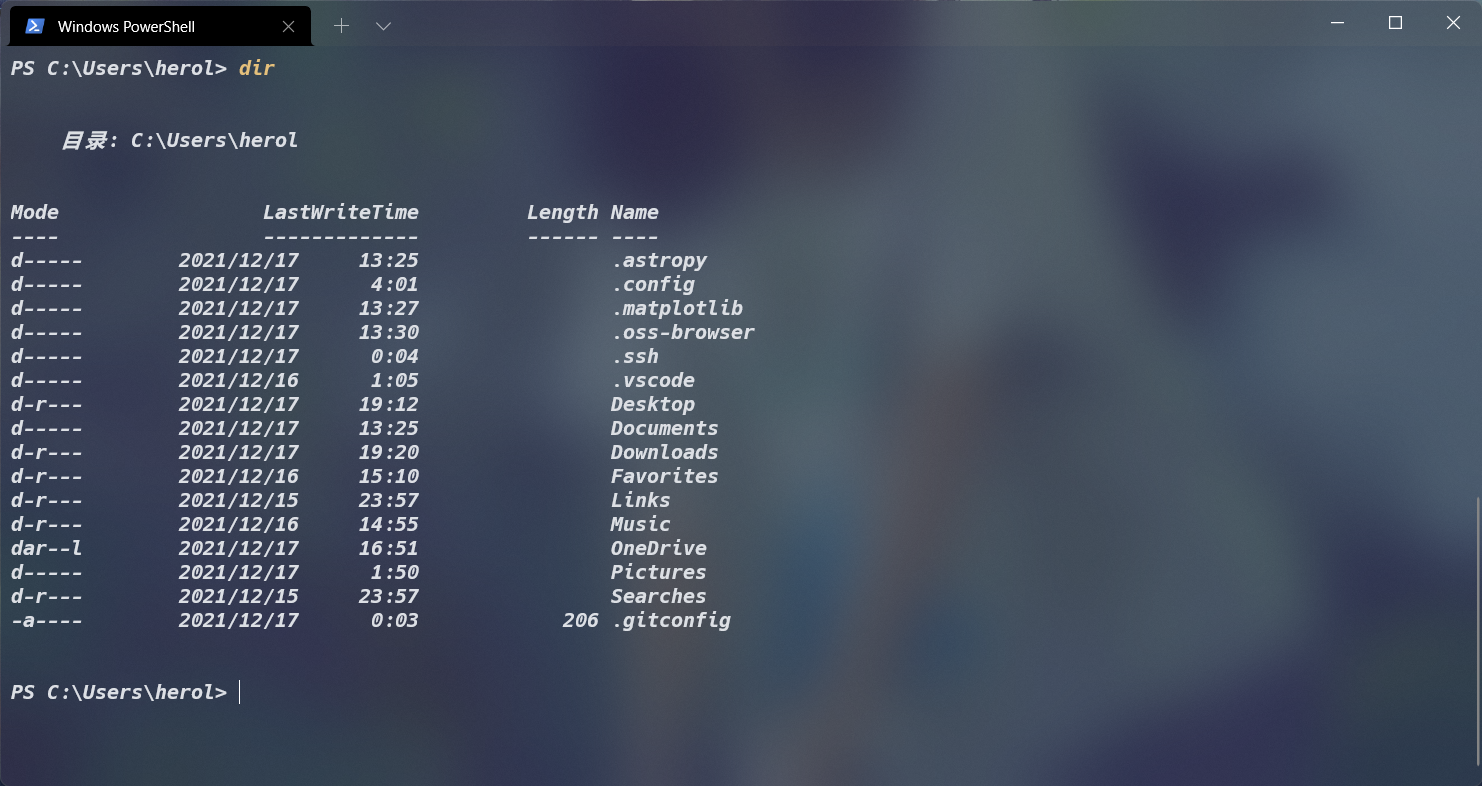 Windows PowerShell
PS C:\Users\herol> dir
目录: C:\Users\herol
Mode                 LastWriteTime         Length Name
----                 -------------         ------ ----
d-----        2021/12/17     13:25                .astropy
d-----        2021/12/17      4:01                .config
d-----        2021/12/17     13:27                .matplotlib
d-----        2021/12/17     13:30                .oss-browser
d-----        2021/12/17      0:04                .ssh
d-----        2021/12/16      1:05                .vscode
d-r---        2021/12/17     19:12                Desktop
d-----        2021/12/17     13:25                Documents
d-r---        2021/12/17     19:20                Downloads
d-r---        2021/12/16     15:10                Favorites
d-r---        2021/12/15     23:57                Links
d-r---        2021/12/16     14:55                Music
dar--l        2021/12/17     16:51                OneDrive
d-----        2021/12/17      1:50                Pictures
d-r---        2021/12/15     23:57                Searches
-a----        2021/12/17      0:03            206 .gitconfig
PS C:\Users\herol>